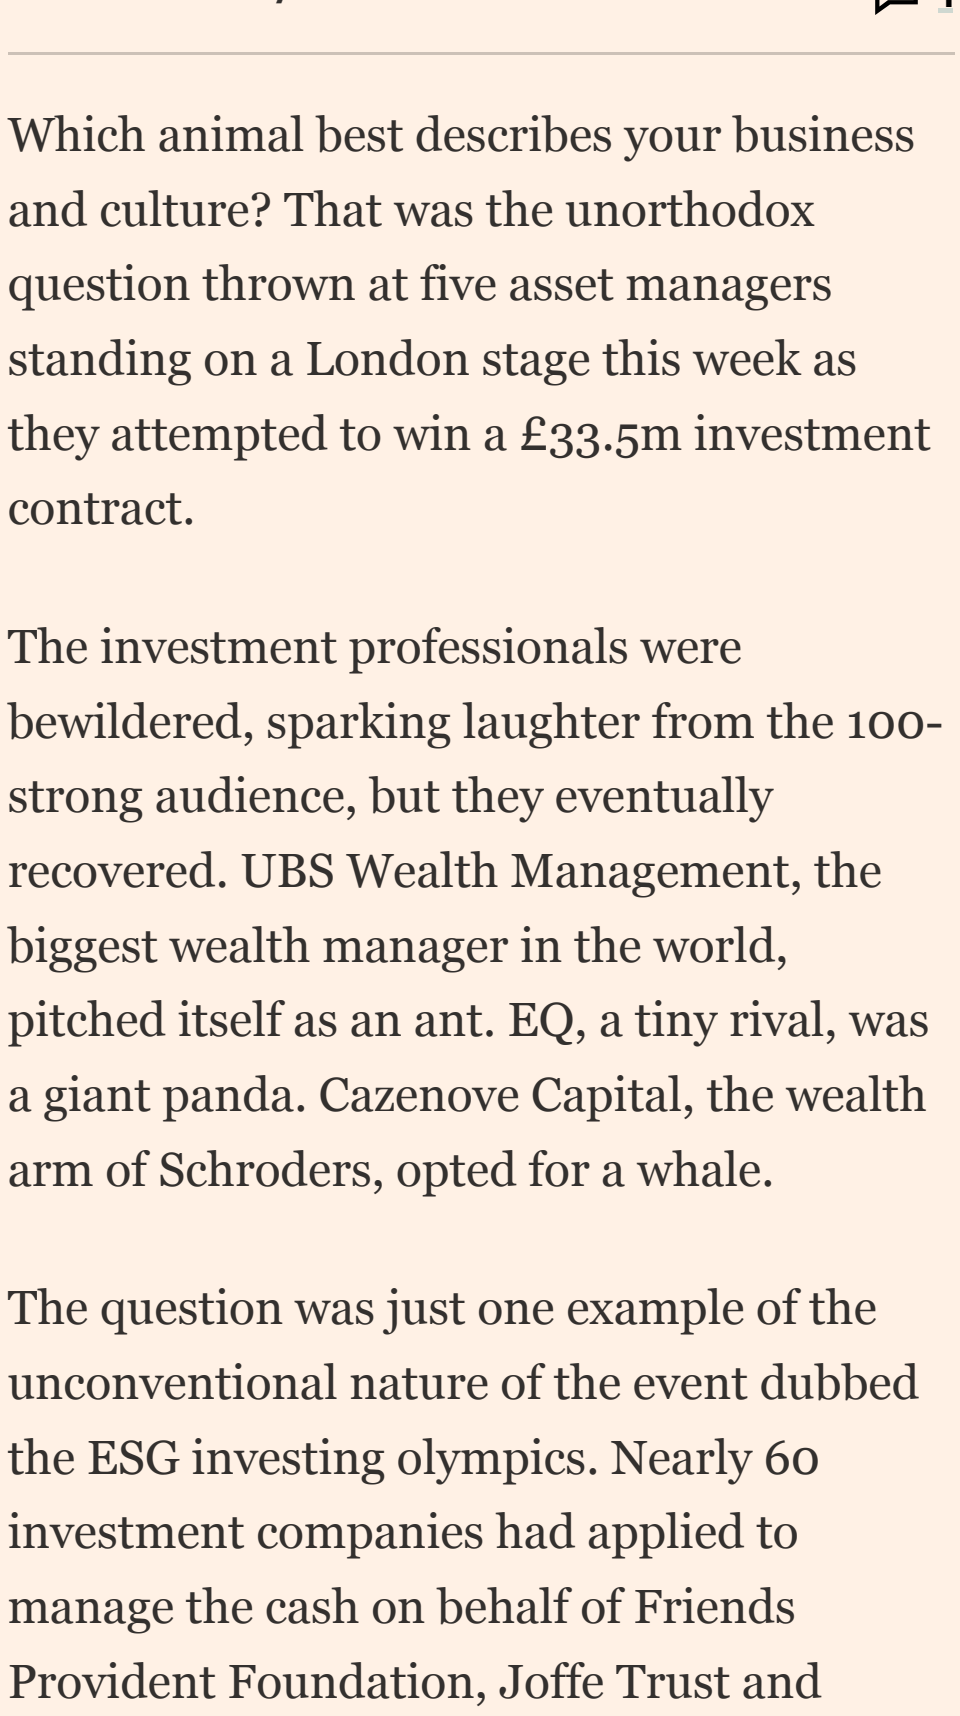 Which animal best describes your business
and culture? That was the unorthodox
question thrown at five asset managers
standing on a London stage this week as
they attempted to win a £33.5m investment
contract.
The investment professionals were
bewildered, sparking laughter from the 100-
strong audience, but they eventually
recovered. UBS Wealth Management, the
biggest wealth manager in the world,
pitched itself as an ant. EQ, a tiny rival, was
a giant panda. Cazenove Capital, the wealth
arm of Schroders, opted for a whale.
The question was just one example of the
unconventional nature of the event dubbed
the ESG investing olympics. Nearly 60
investment companies had applied to
manage the cash on behalf of Friends
Provident Foundation, Joffe Trust and